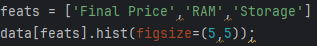 feats = ['Final Price','RAM','Storage']
data[feats].hist(figsize=(5,5));